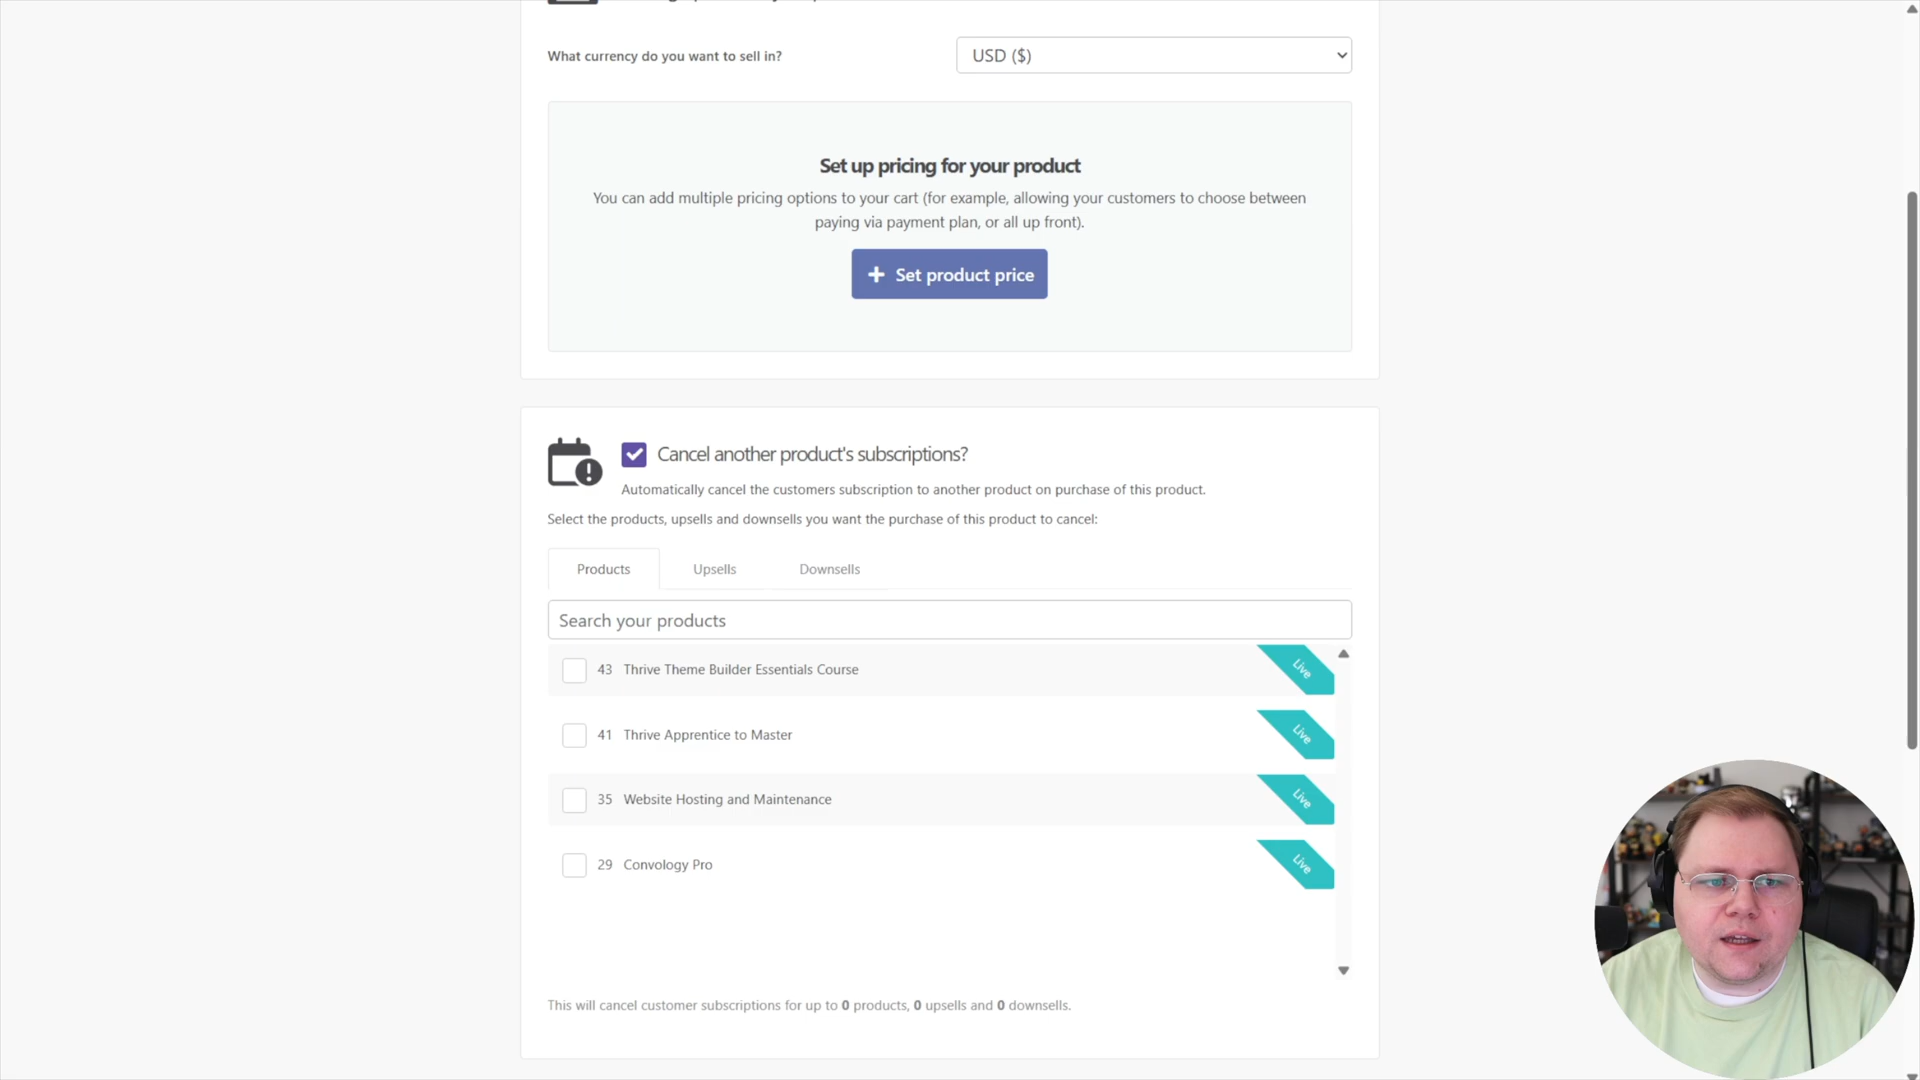 What currency do you want to sell in?
USD ($)
Set up pricing for your product
You can add multiple pricing options to your cart (for example, allowing your customers to choose between
paying via payment plan, or all up front).
Set product price
Cancel another product's subscriptions?
Automatically cancel the customers subscription to another product on purchase of this product.
Select the products, upsells and downsells you want the purchase of this product to cancel:
Products
Upsells
Downsells
Search your products
43 Thrive Theme Builder Essentials Course
Live
41 Thrive Apprentice to Master
Live
35 Website Hosting and Maintenance
Live
29 Convology Pro
Live
This will cancel customer subscriptions for up to 0 products, 0 upsells and 0 downsells.